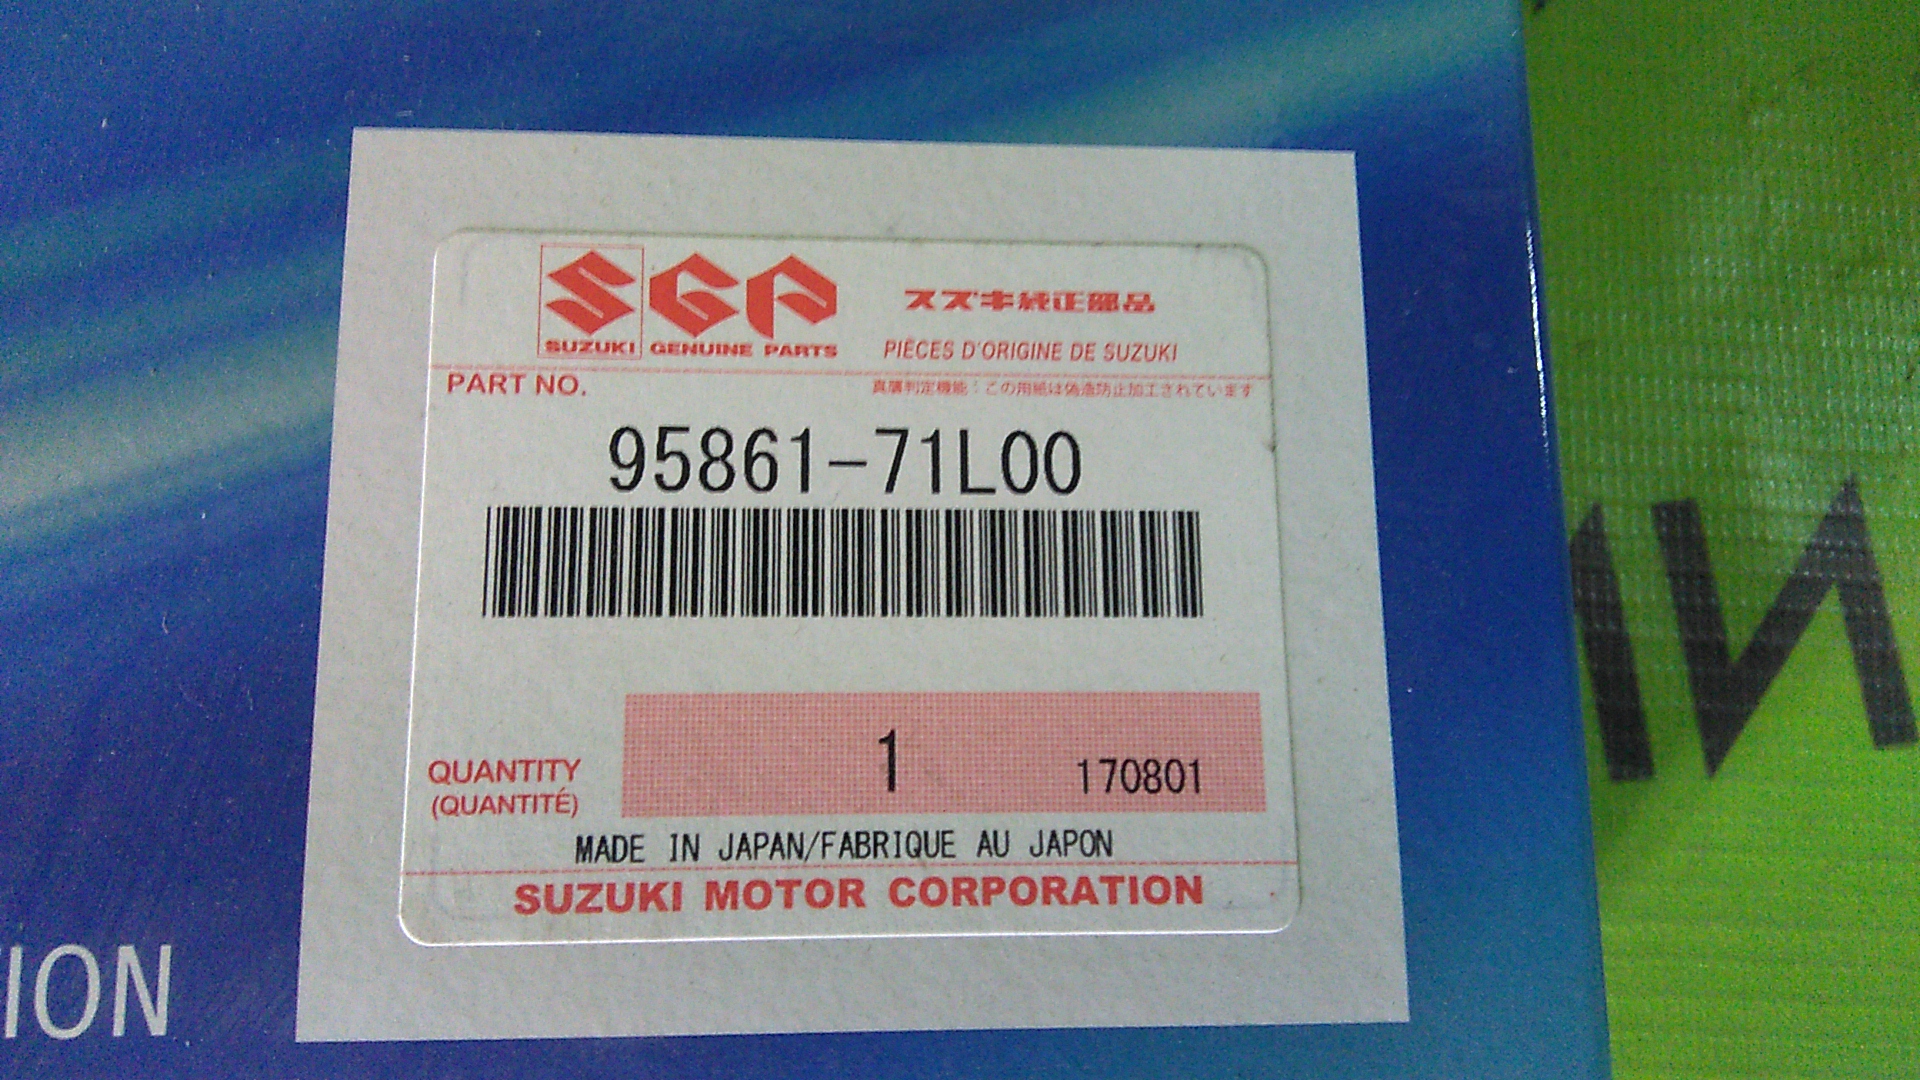 SUZUKI
SGP
GENUINE PARTS
スズキ純正部品
PIÈCES D'ORIGINE DE SUZUKI
PART NO.
真贋判定機能:この用紙は偽造防止加工されています
95861-71L00
QUANTITY
(QUANTITÉ)
1
170801
MADE IN JAPAN/FABRIQUE AU JAPON
SUZUKI MOTOR CORPORATION